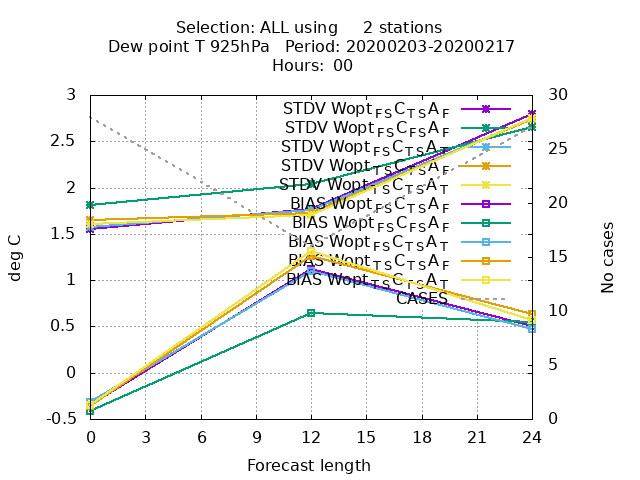 Selection: ALL using 2 stations
Dew point T 925hPa Period: 20200203-20200217
Hours: 00
3
2.5
2
1.5
1
0.5
0
-0.5
deg C
30
25
20
15
10
5
0
No cases
STDV Wopt FS C TS A F
STDV Wopt FS C FS A F
STDV Wopt FS C TS A T
STDV Wopt TS C TS A F
STDV Wopt TS C TS A T
BIAS Wopt FS C TS A F
BIAS Wopt FS C FS A F
BIAS Wopt FS C TS A T
BIAS Wopt TS C TS A F
BIAS Wopt TS C TS A T
CASES
0 3 6 9 12 15 18 21 24
Forecast length